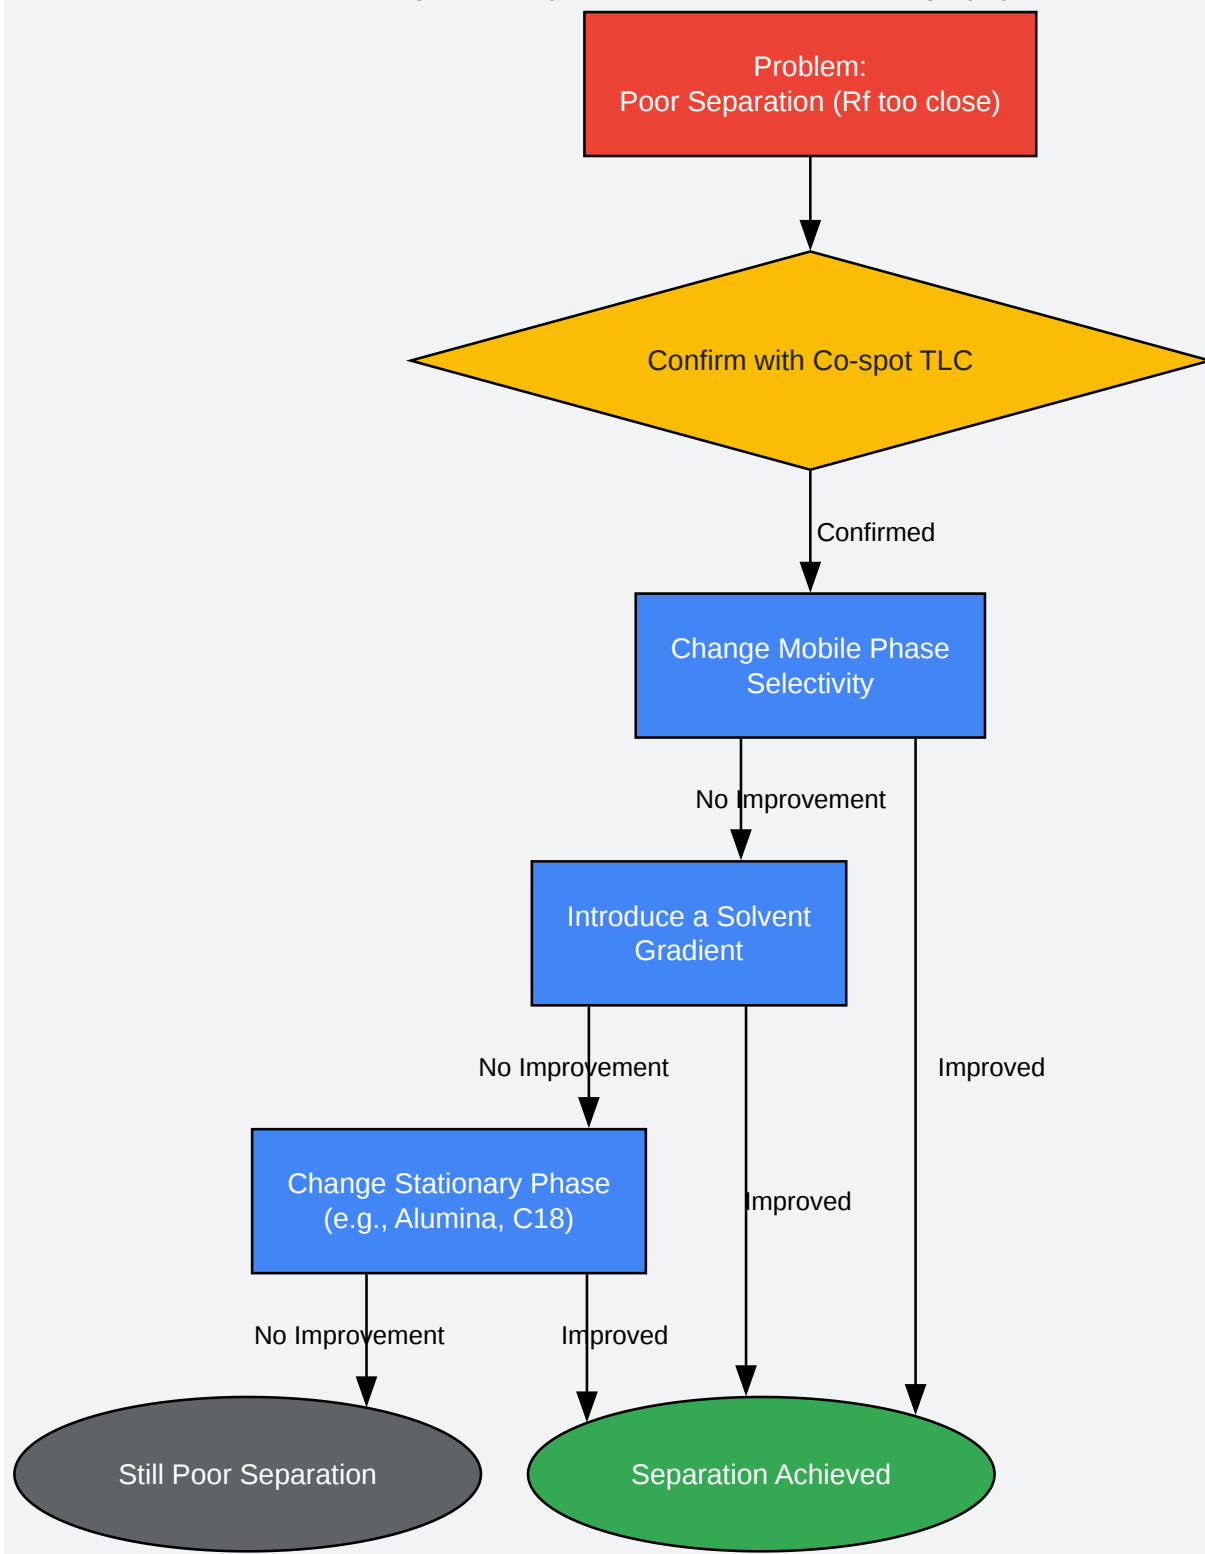 Problem:
Poor Separation (Rf too close)
Confirm with Co-spot TLC
Confirmed
Change Mobile Phase
Selectivity
No Improvement
Introduce a Solvent
Gradient
No Improvement
Improved
Change Stationary Phase
(e.g., Alumina, C18)
Improved
No Improvement
Improved
Still Poor Separation
Separation Achieved